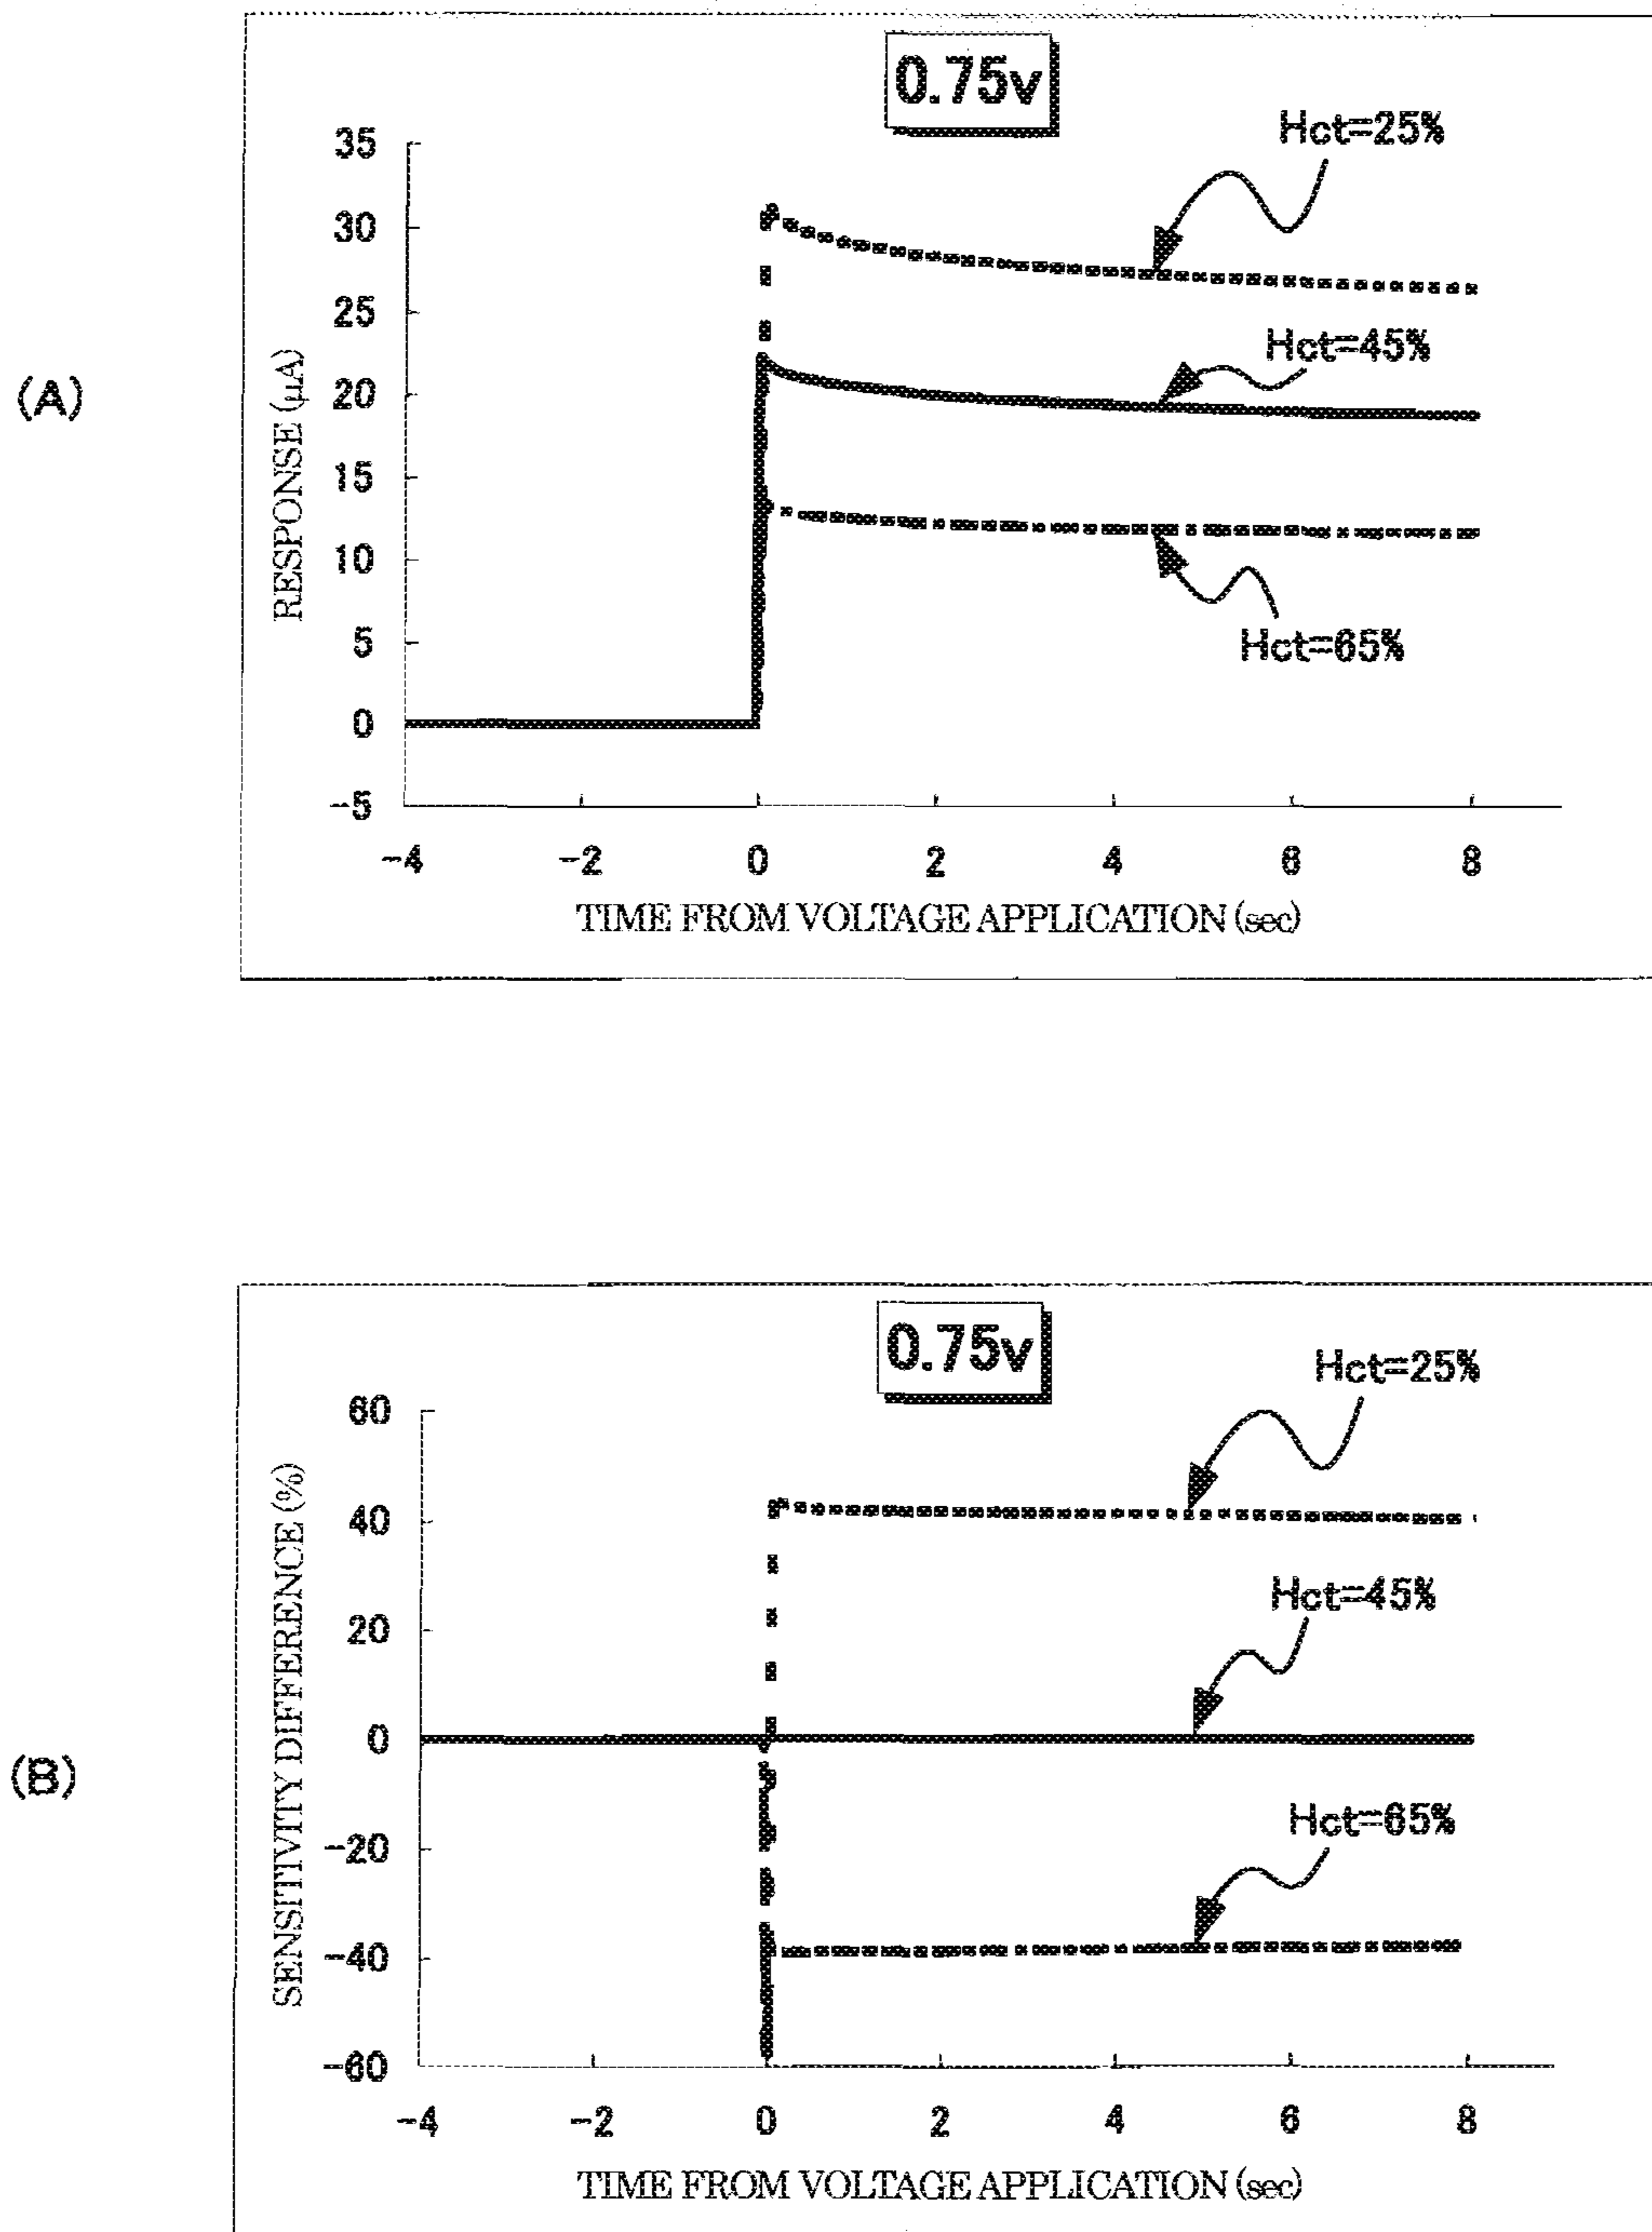 (A)
0.75v
Hct=25%
Hct=45%
Hct=65%
RESPONSE (μA)
35
30
25
20
15
10
5
0
-5
-4 -2 0 2 4 6 8
TIME FROM VOLTAGE APPLICATION (sec)
(B)
0.75v
Hct=25%
Hct=45%
Hct=65%
SENSITIVITY DIFFERENCE (%)
60
40
20
0
-20
-40
-60
-4 -2 0 2 4 6 8
TIME FROM VOLTAGE APPLICATION (sec)